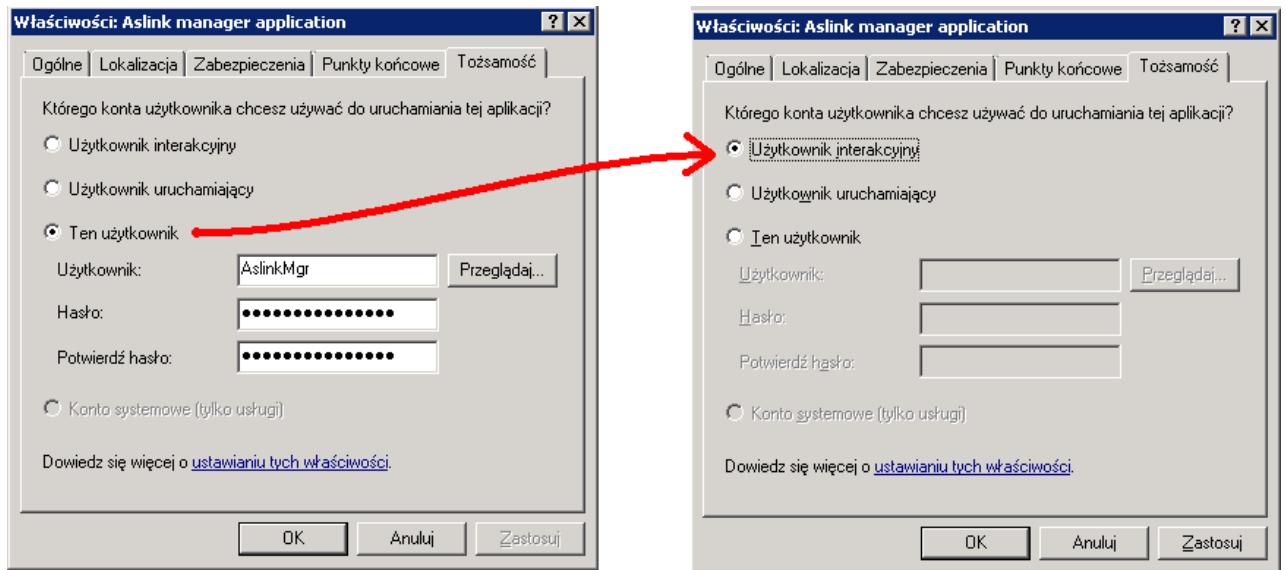 Właściwości: Aslink manager application
Ogólne Lokalizacja Zabezpieczenia Punkty końcowe Tożsamość
Którego konta użytkownika chcesz używać do uruchamiania tej aplikacji?
Użytkownik interakcyjny
Użytkownik uruchamiający
Ten użytkownik
Użytkownik: AslinkMgr Przeglądaj...
Hasło: ●●●●●●●●●●●●●●●
Potwierdź hasło: ●●●●●●●●●●●●●●●
Konto systemowe (tylko usługi)
Dowiedz się więcej o ustawianiu tych właściwości.
OK Anuluj Zastosuj
Właściwości: Aslink manager application
Ogólne Lokalizacja Zabezpieczenia Punkty końcowe Tożsamość
Którego konta użytkownika chcesz używać do uruchamiania tej aplikacji?
Użytkownik interakcyjny
Użytkownik uruchamiający
Ten użytkownik
Użytkownik: Przeglądaj...
Hasło:
Potwierdź hasło:
Konto systemowe (tylko usługi)
Dowiedz się więcej o ustawianiu tych właściwości.
OK Anuluj Zastosuj